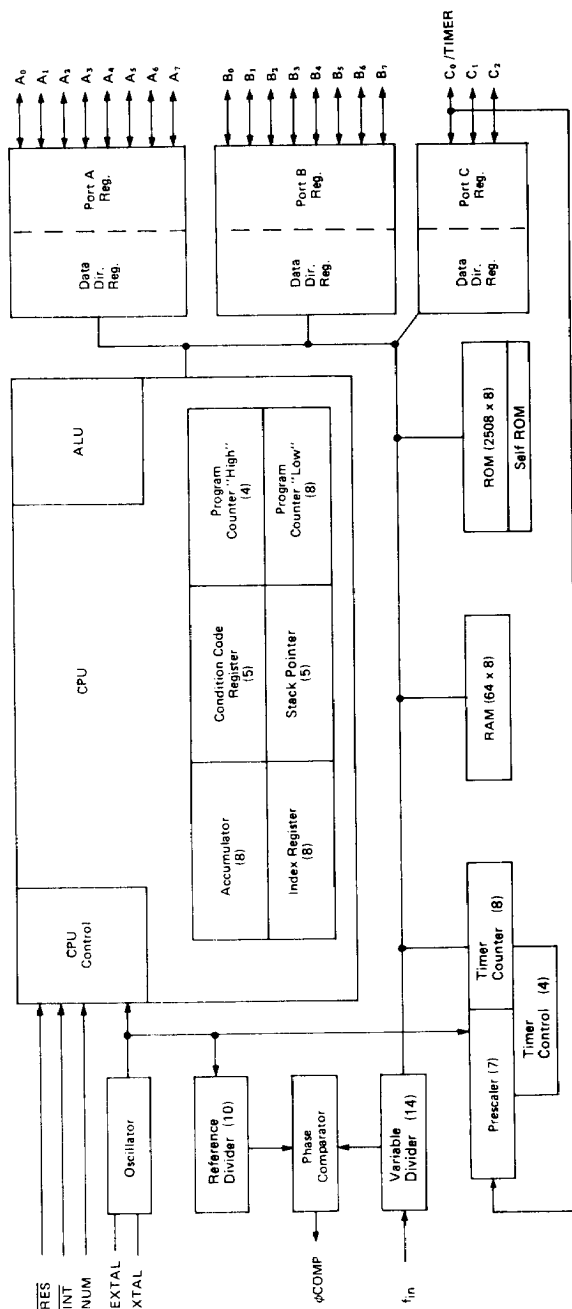 RES
INT
NUM
EXTAL
XTAL
φCOMP
f_in
CPU
Control
CPU
ALU
Accumulator
(8)
Condition Code
Register
(5)
Program
Counter "High"
(4)
Index Register
(8)
Stack Pointer
(5)
Program
Counter "Low"
(8)
Oscillator
Reference
Divider (10)
Phase
Comparator
Variable
Divider (14)
Prescaler (7)
Timer
Counter (8)
Timer
Control (4)
RAM (64 x 8)
ROM (2508 x 8)
Self ROM
Data
Dir.
Reg.
Port A
Reg.
A₀
A₁
A₂
A₃
A₄
A₅
A₆
A₇
Data
Dir.
Reg.
Port B
Reg.
B₀
B₁
B₂
B₃
B₄
B₅
B₆
B₇
Data
Dir.
Reg.
Port C
Reg.
C₀/TIMER
C₁
C₂